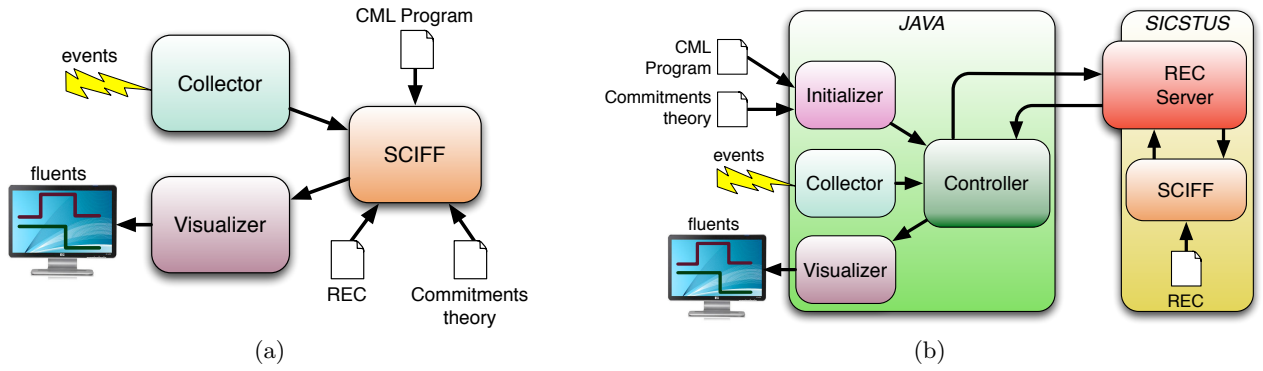 CML Program
events
Collector
SCIFF
fluents
Visualizer
REC
Commitments
theory
(a)
JAVA
SICSTUS
CML
Program
Commitments
theory
Initializer
REC
Server
events
Collector
Controller
SCIFF
fluents
Visualizer
REC
(b)